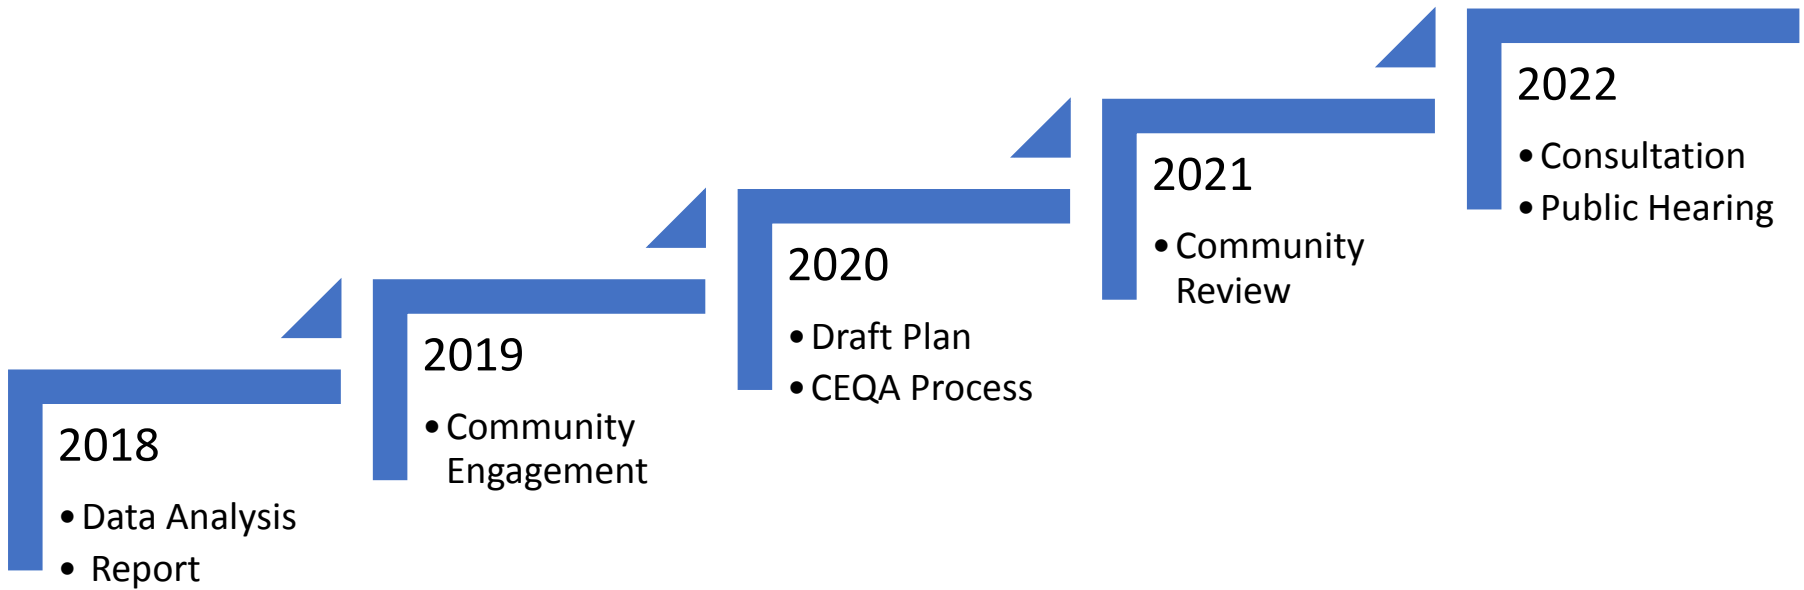 2018
• Data Analysis
• Report
2019
• Community
Engagement
2020
• Draft Plan
• CEQA Process
2021
• Community
Review
2022
• Consultation
• Public Hearing